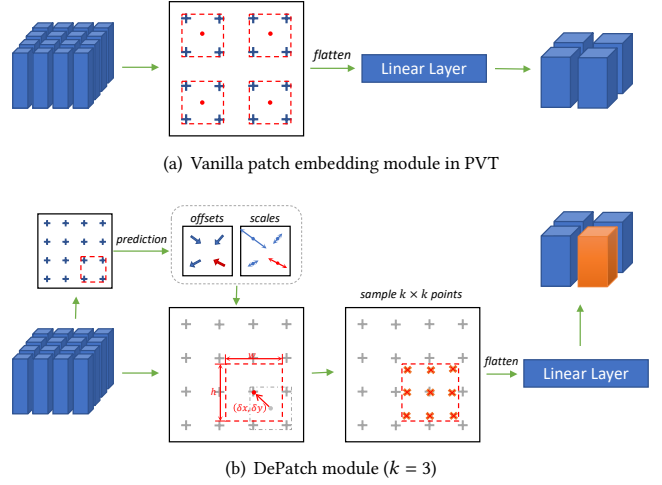 flatten
Linear Layer
(a) Vanilla patch embedding module in PVT
offsets scales
prediction
sample k × k points
w
h
(δx, δy)
flatten
Linear Layer
(b) DePatch module (k = 3)